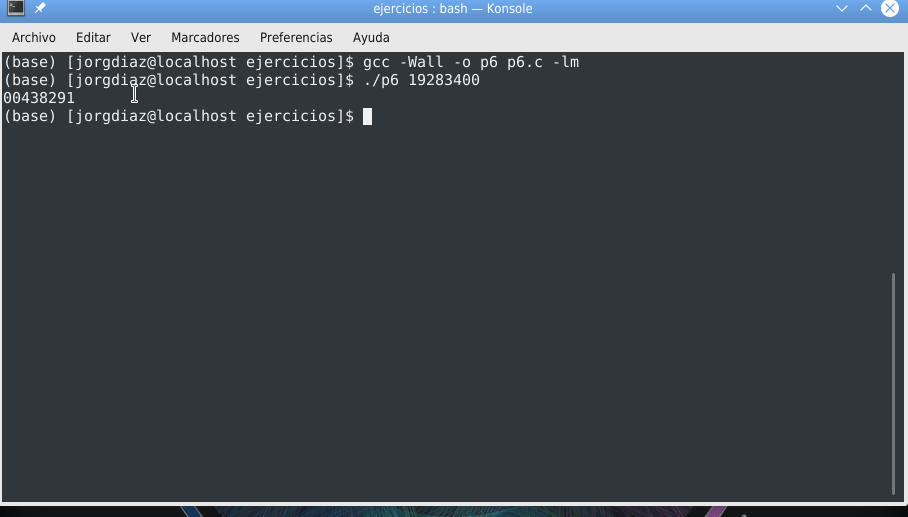 ejercicios : bash — Konsole
Archivo Editar Ver Marcadores Preferencias Ayuda
(base) [jorgdiaz@localhost ejercicios]$ gcc -Wall -o p6 p6.c -lm
(base) [jorgdiaz@localhost ejercicios]$ ./p6 19283400
00438291
(base) [jorgdiaz@localhost ejercicios]$